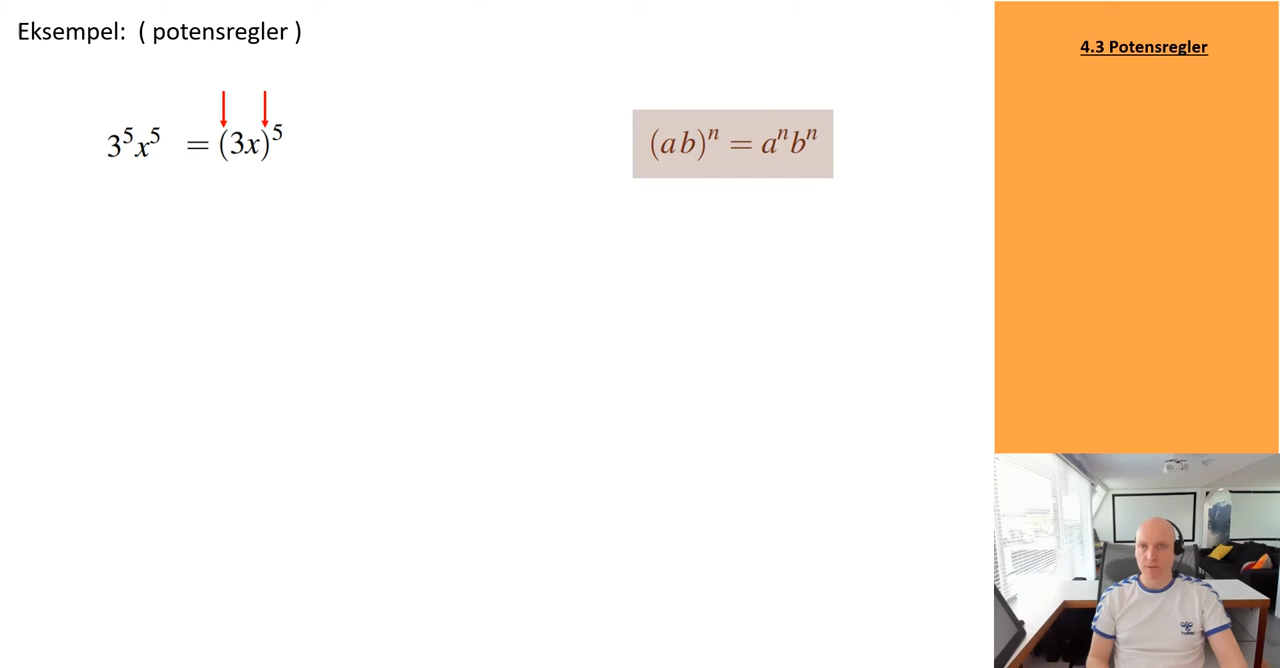 Eksempel: ( potensregler )
3⁵x⁵ = (3x)⁵
(ab)ⁿ = aⁿbⁿ
4.3 Potensregler